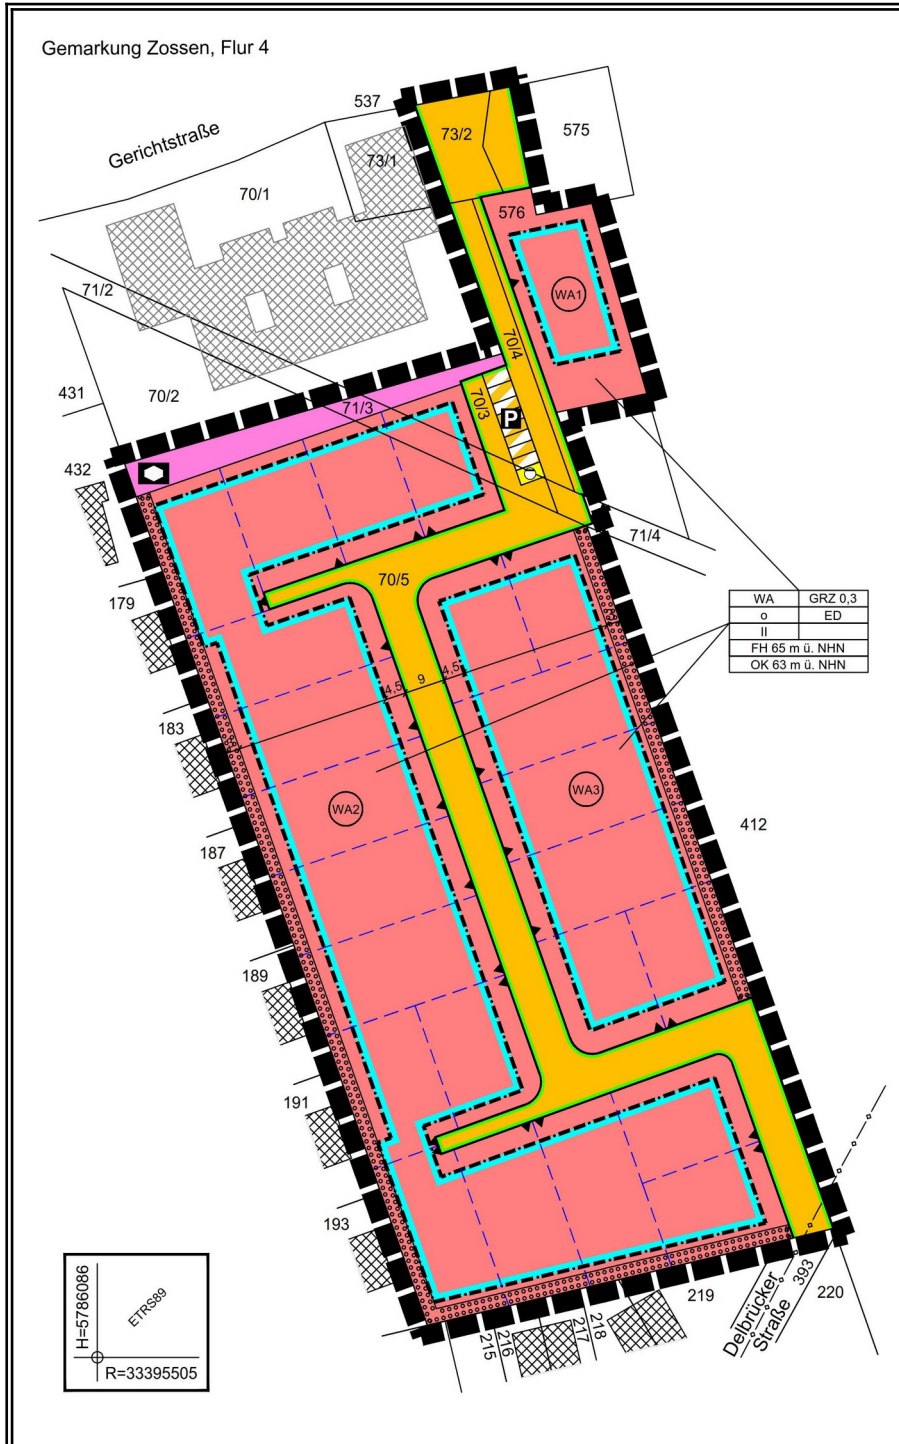 Gemarkung Zossen, Flur 4
537
Gerichtstraße
73/2
575
73/1
70/1
576
WA1
71/2
70/4
431
70/2
71/3
70/3
P
432
71/4
179
70/5
WA GRZ 0,3
o ED
II
FH 65 m ü. NHN
OK 63 m ü. NHN
4,5 9 4,5
183
WA2
WA3
412
187
189
191
193
H=5786086
ETRS89
R=33395505
215
216
217
218
219
Delbrücker
Straße
393
220